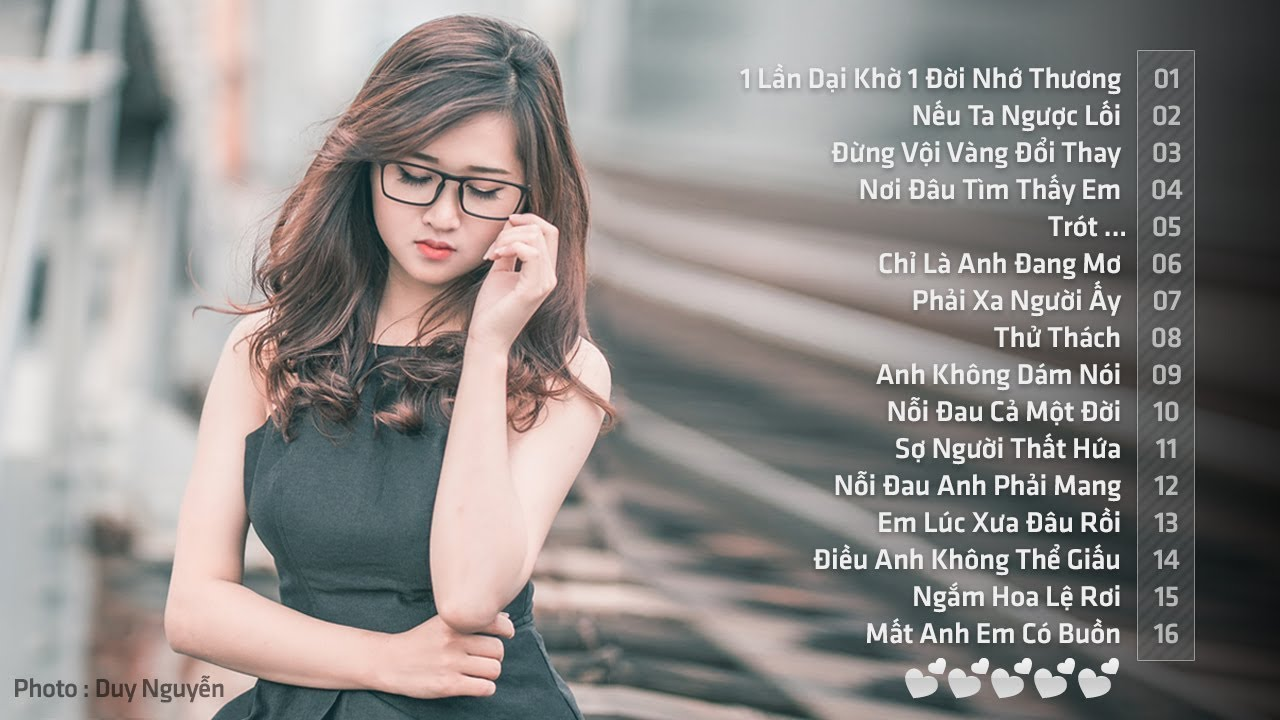 1 Lần Dại Khờ 1 Đời Nhớ Thương 01
Nếu Ta Ngược Lối 02
Đừng Vội Vàng Đổi Thay 03
Nơi Đâu Tìm Thấy Em 04
Trót ... 05
Chỉ Là Anh Đang Mơ 06
Phải Xa Người Ấy 07
Thử Thách 08
Anh Không Dám Nói 09
Nỗi Đau Cả Một Đời 10
Sợ Người Thất Hứa 11
Nỗi Đau Anh Phải Mang 12
Em Lúc Xưa Đâu Rồi 13
Điều Anh Không Thể Giấu 14
Ngắm Hoa Lệ Rơi 15
Mất Anh Em Có Buồn 16
Photo : Duy Nguyễn